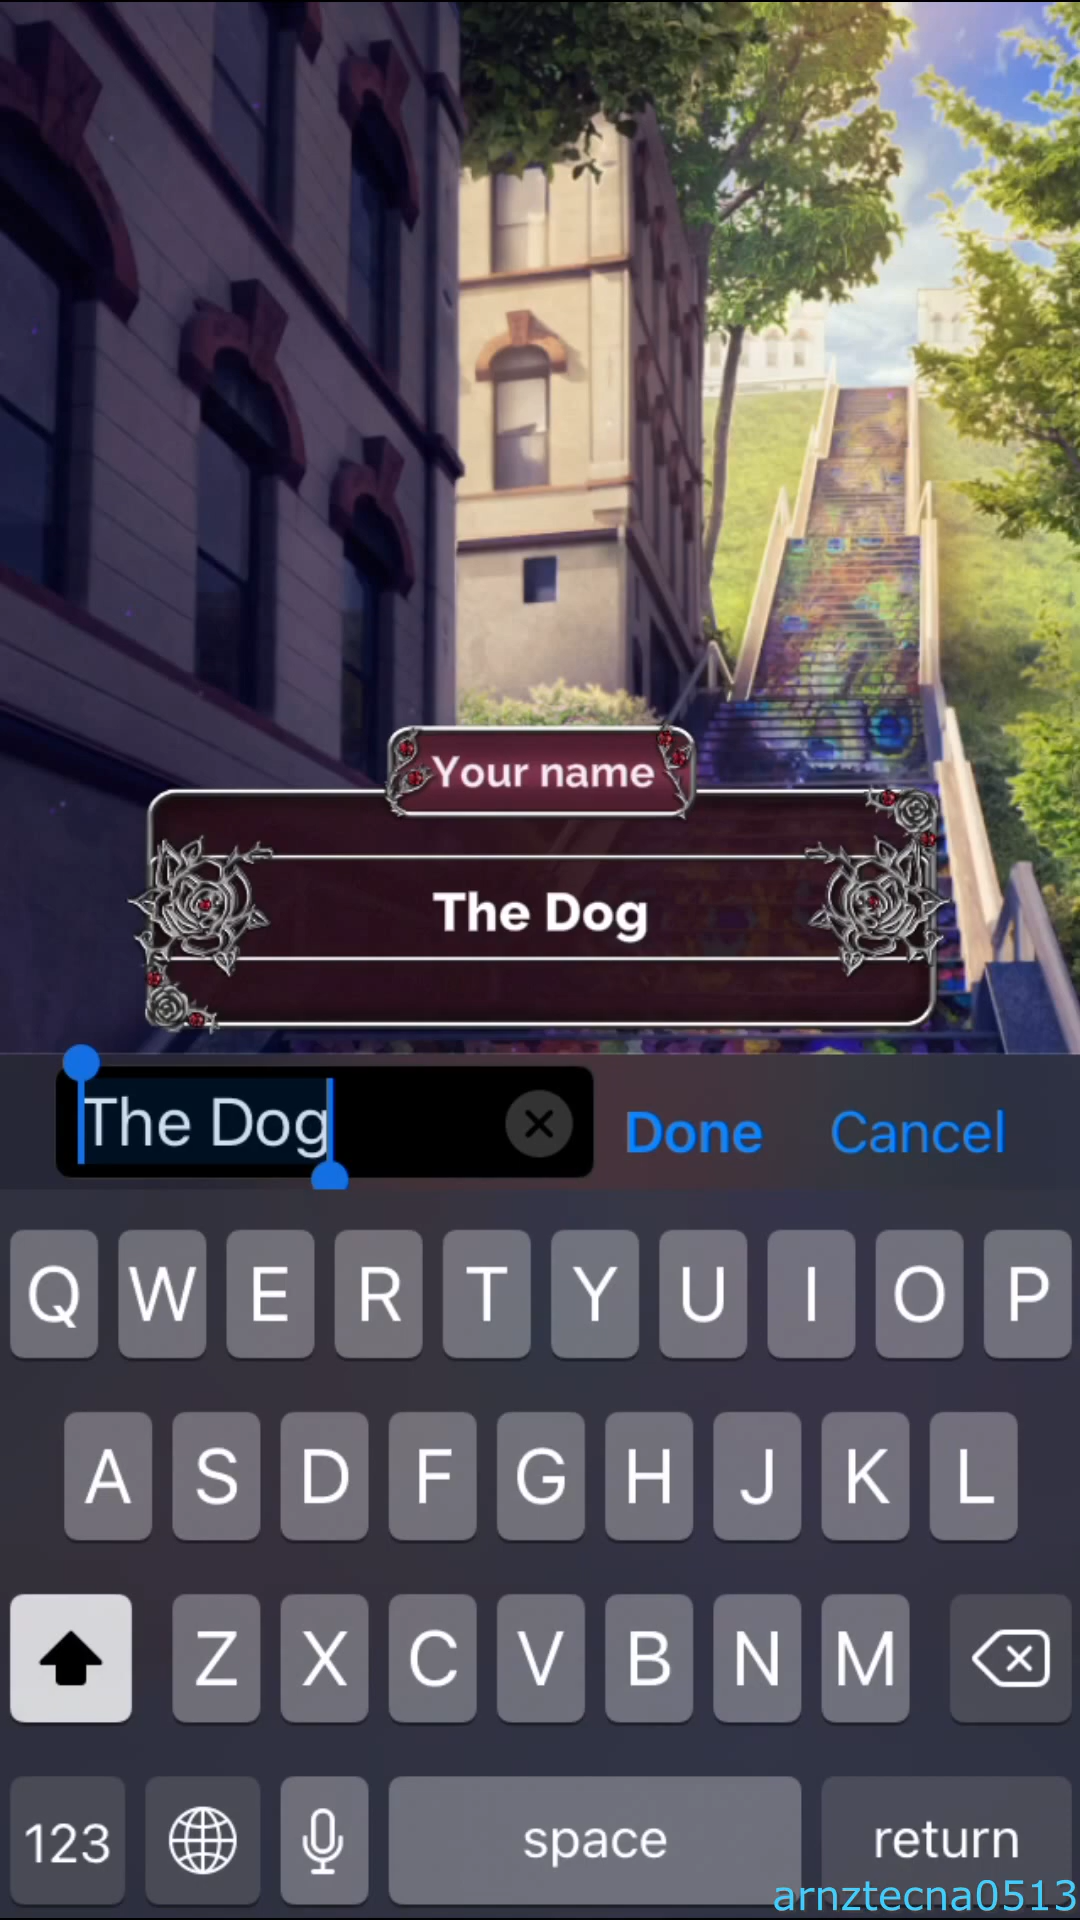 Your name
The Dog
The Dog
Done Cancel
Q W E R T Y U I O P
A S D F G H J K L
Z X C V B N M
123 space return
arnztecna0513